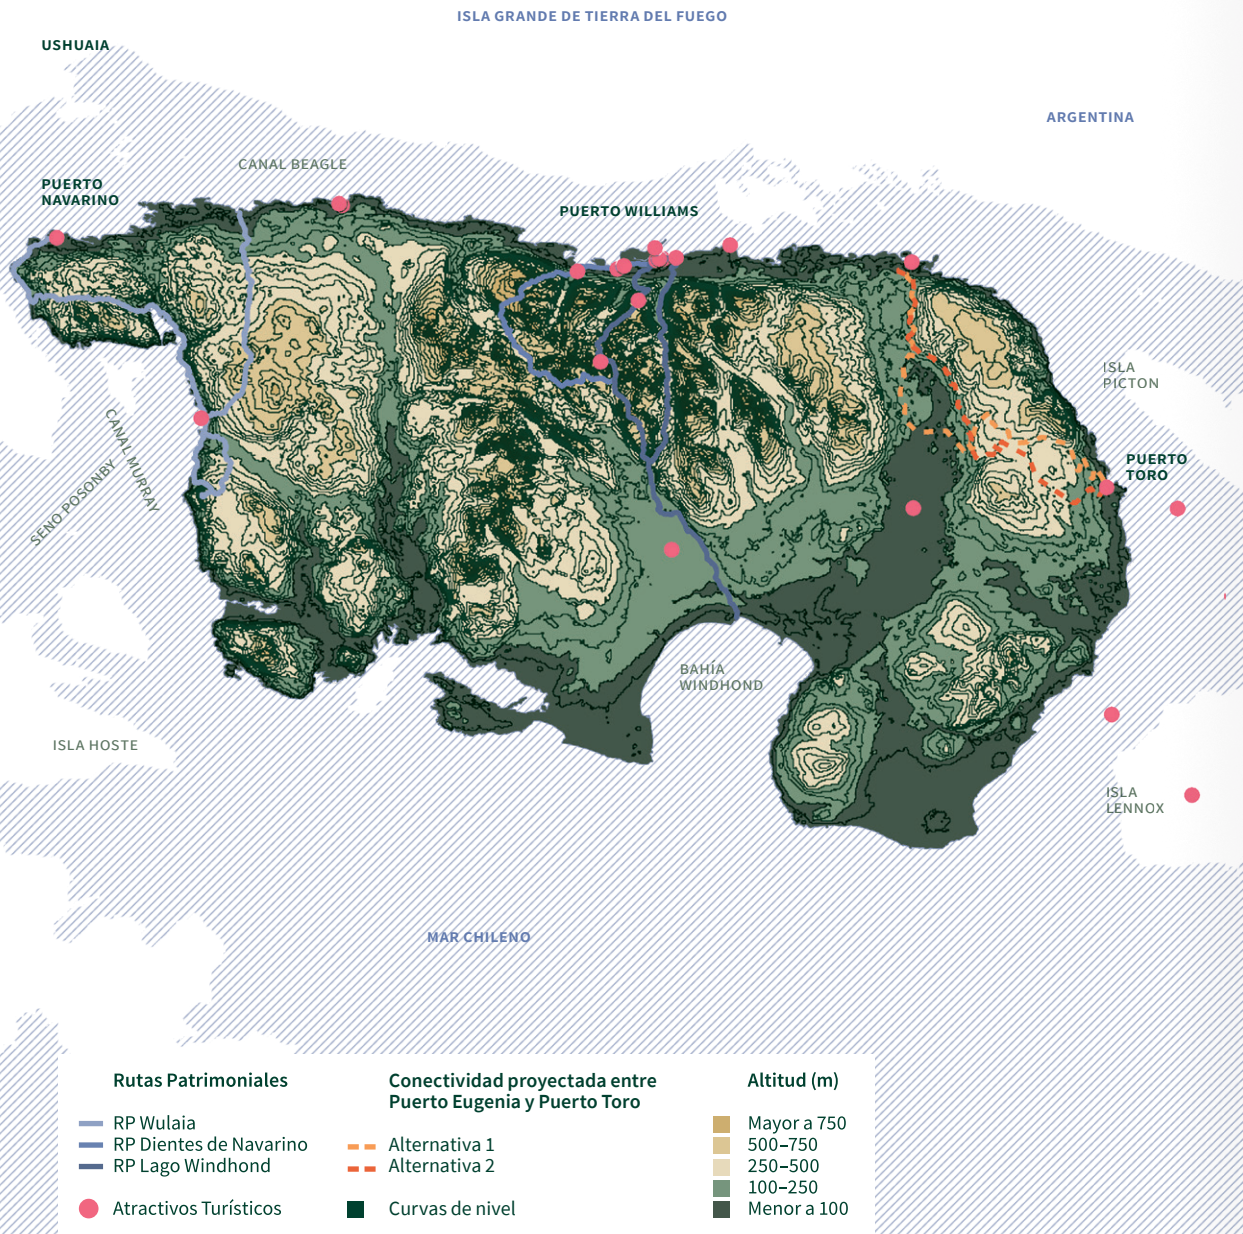 ISLA GRANDE DE TIERRA DEL FUEGO
USHUAIA
ARGENTINA
CANAL BEAGLE
PUERTO
NAVARINO
PUERTO WILLIAMS
ISLA
PICTON
CANAL MURRAY
SENO POSONBY
PUERTO
TORO
BAHIA
WINDHOND
ISLA HOSTE
ISLA
LENNOX
MAR CHILENO
Rutas Patrimoniales
RP Wulaia
RP Dientes de Navarino
RP Lago Windhond
Atractivos Turísticos
Conectividad proyectada entre
Puerto Eugenia y Puerto Toro
Alternativa 1
Alternativa 2
Curvas de nivel
Altitud (m)
Mayor a 750
500–750
250–500
100–250
Menor a 100